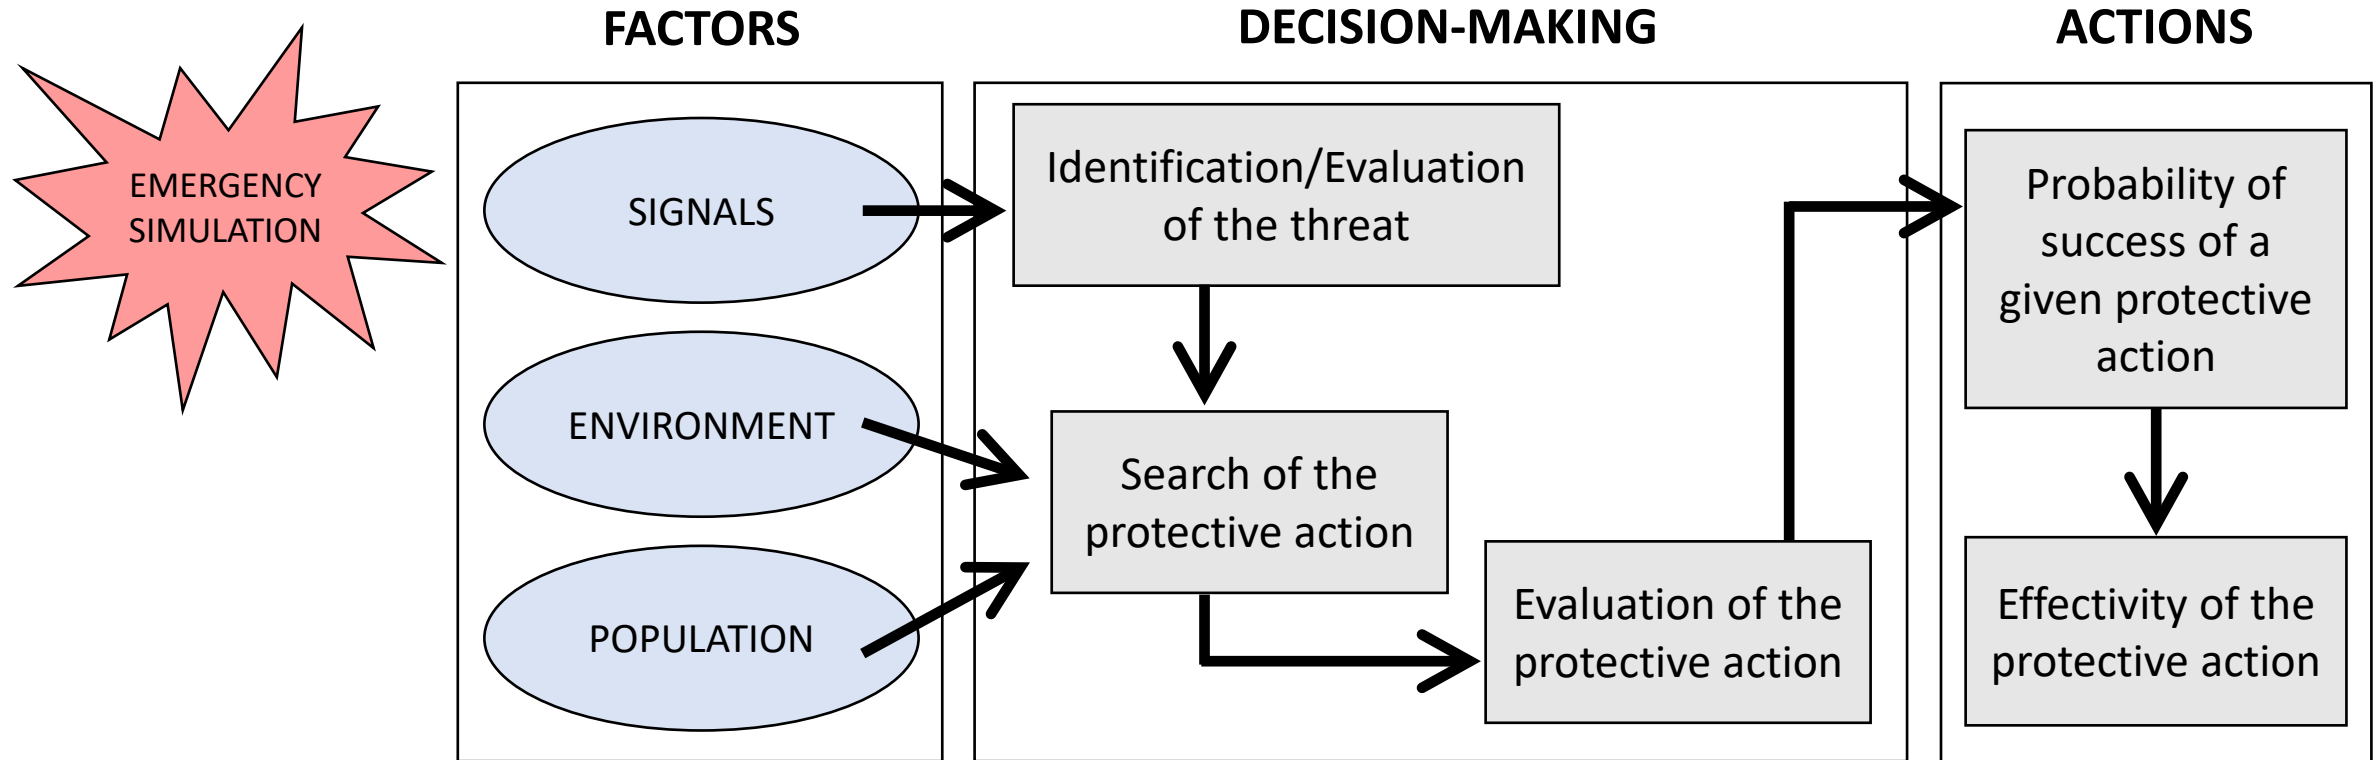 FACTORS
DECISION-MAKING
ACTIONS
EMERGENCY
SIMULATION
SIGNALS
ENVIRONMENT
POPULATION
Identification/Evaluation
of the threat
Search of the
protective action
Evaluation of the
protective action
Probability of
success of a
given protective
action
Effectivity of the
protective action